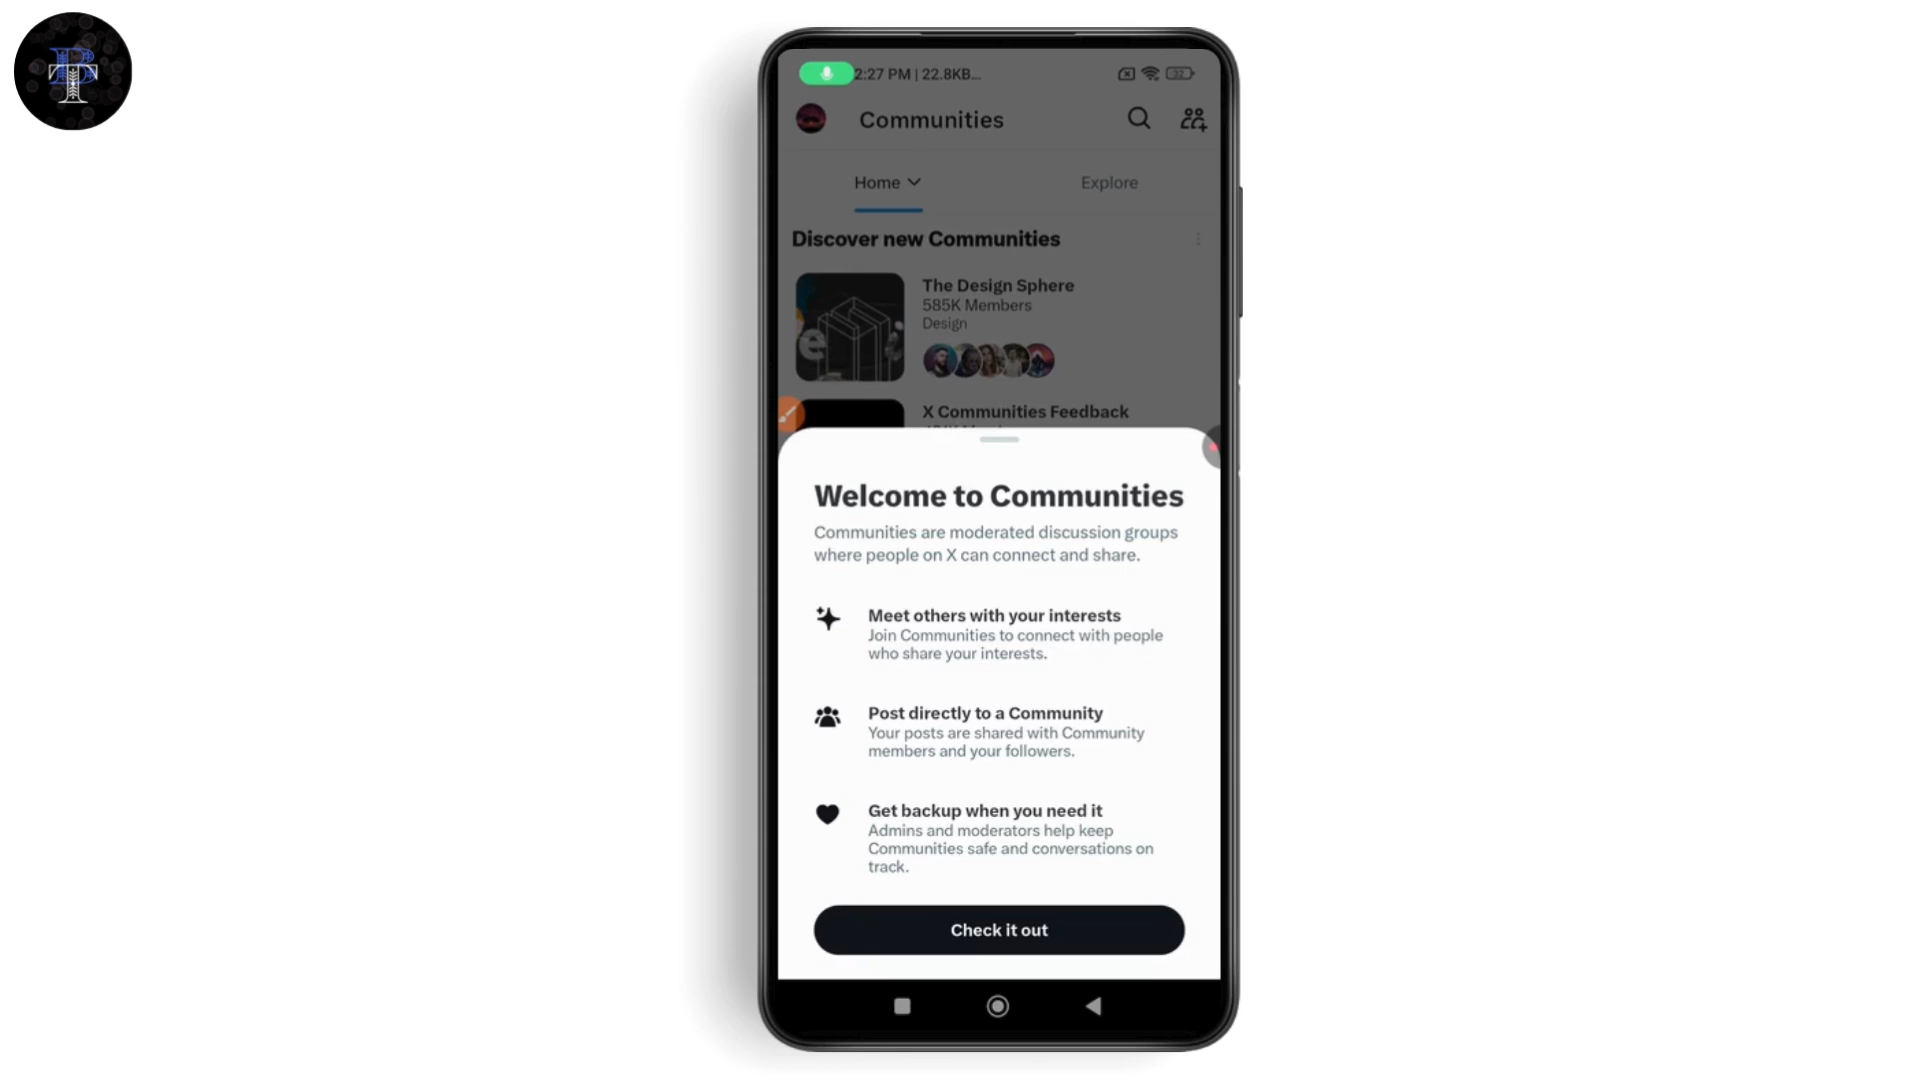 BT
2:27 PM | 22.8KB...
32
Communities
Home
Explore
Discover new Communities
The Design Sphere
585K Members
Design
X Communities Feedback
Welcome to Communities
Communities are moderated discussion groups
where people on X can connect and share.
Meet others with your interests
Join Communities to connect with people
who share your interests.
Post directly to a Community
Your posts are shared with Community
members and your followers.
Get backup when you need it
Admins and moderators help keep
Communities safe and conversations on
track.
Check it out